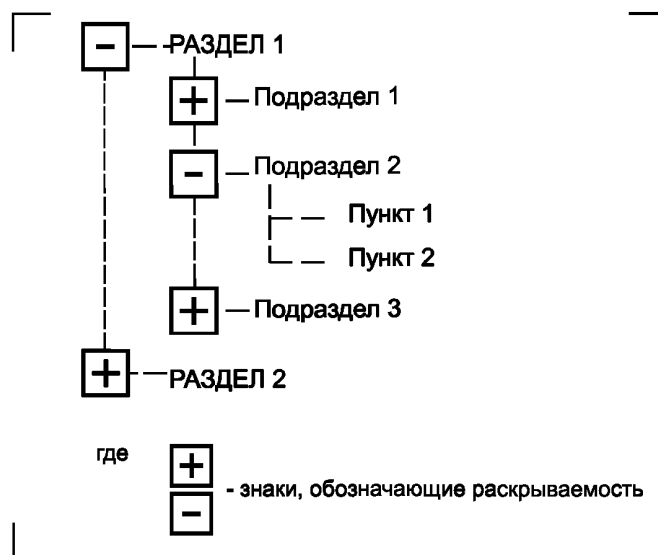 - РАЗДЕЛ 1
+ Подраздел 1
- Подраздел 2
Пункт 1
Пункт 2
+ Подраздел 3
+ РАЗДЕЛ 2
где
+
- - знаки, обозначающие раскрываемость